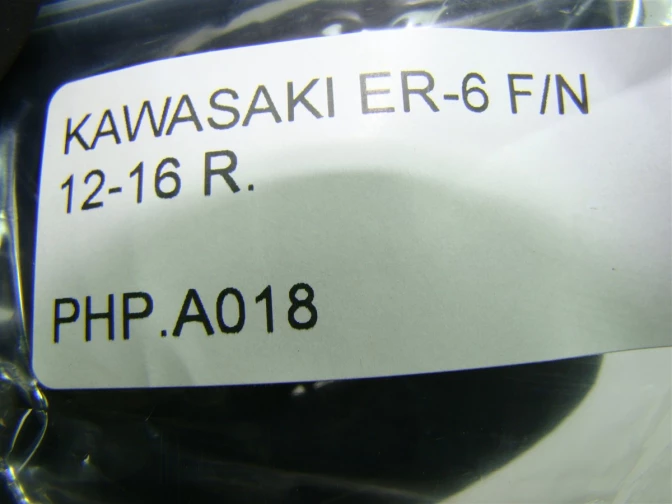 KAWASAKI ER-6 F/N
12-16 R.
PHP.A018